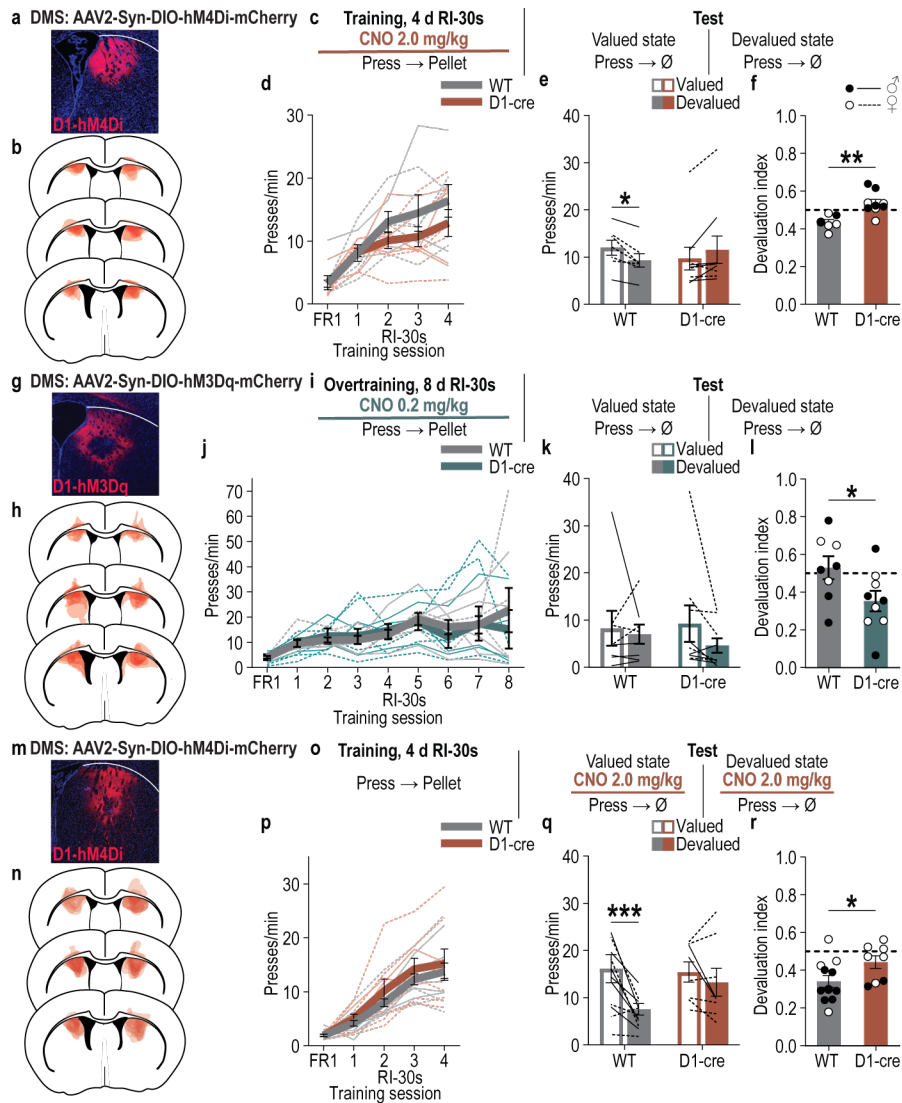 a DMS: AAV2-Syn-DIO-hM4Di-mCherry
D1-hM4Di
b
c Training, 4 d RI-30s
CNO 2.0 mg/kg
Press → Pellet
Test
Valued state
Press → Ø
Devalued state
Press → Ø
d
WT
D1-cre
Presses/min
30
20
10
0
FR1 1 2 3 4
RI-30s
Training session
e
Valued
Devalued
Presses/min
40
30
20
10
0
*
WT D1-cre
f
♂
♀
Devaluation index
1.0
0.8
0.6
0.4
0.2
0.0
**
WT D1-cre
g DMS: AAV2-Syn-DIO-hM3Dq-mCherry
D1-hM3Dq
h
i Overtraining, 8 d RI-30s
CNO 0.2 mg/kg
Press → Pellet
Test
Valued state
Press → Ø
Devalued state
Press → Ø
j
WT
D1-cre
Presses/min
70
60
50
40
30
20
10
0
FR1 1 2 3 4 5 6 7 8
RI-30s
Training session
k
Valued
Devalued
Presses/min
40
30
20
10
0
WT D1-cre
l
Devaluation index
1.0
0.8
0.6
0.4
0.2
0.0
*
WT D1-cre
m DMS: AAV2-Syn-DIO-hM4Di-mCherry
D1-hM4Di
n
o Training, 4 d RI-30s
Press → Pellet
Test
Valued state
CNO 2.0 mg/kg
Press → Ø
Devalued state
CNO 2.0 mg/kg
Press → Ø
p
WT
D1-cre
Presses/min
30
20
10
0
FR1 1 2 3 4
RI-30s
Training session
q
Valued
Devalued
Presses/min
40
30
20
10
0
***
WT D1-cre
r
Devaluation index
1.0
0.8
0.6
0.4
0.2
0.0
*
WT D1-cre